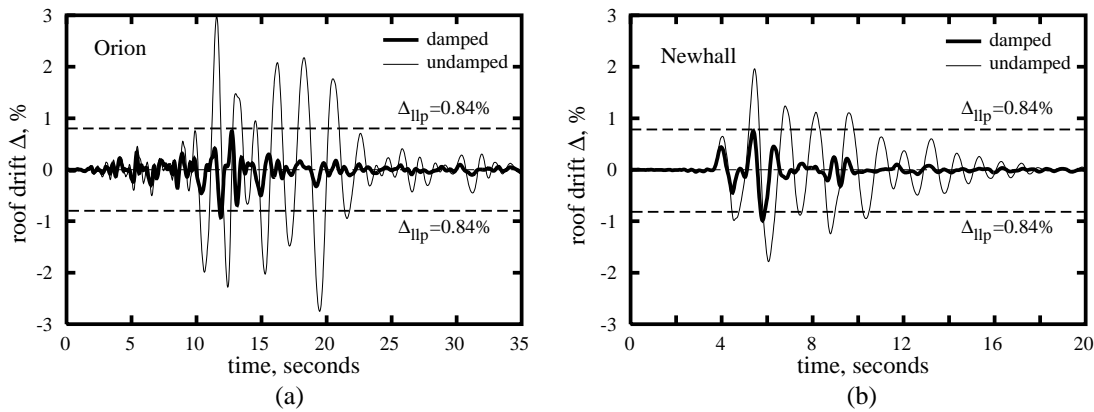 3
2
1
0
-1
-2
-3
roof drift Δ, %
Orion
damped
undamped
Δllp=0.84%
Δllp=0.84%
0 5 10 15 20 25 30 35
time, seconds
(a)
3
2
1
0
-1
-2
-3
roof drift Δ, %
Newhall
damped
undamped
Δllp=0.84%
Δllp=0.84%
0 4 8 12 16 20
time, seconds
(b)